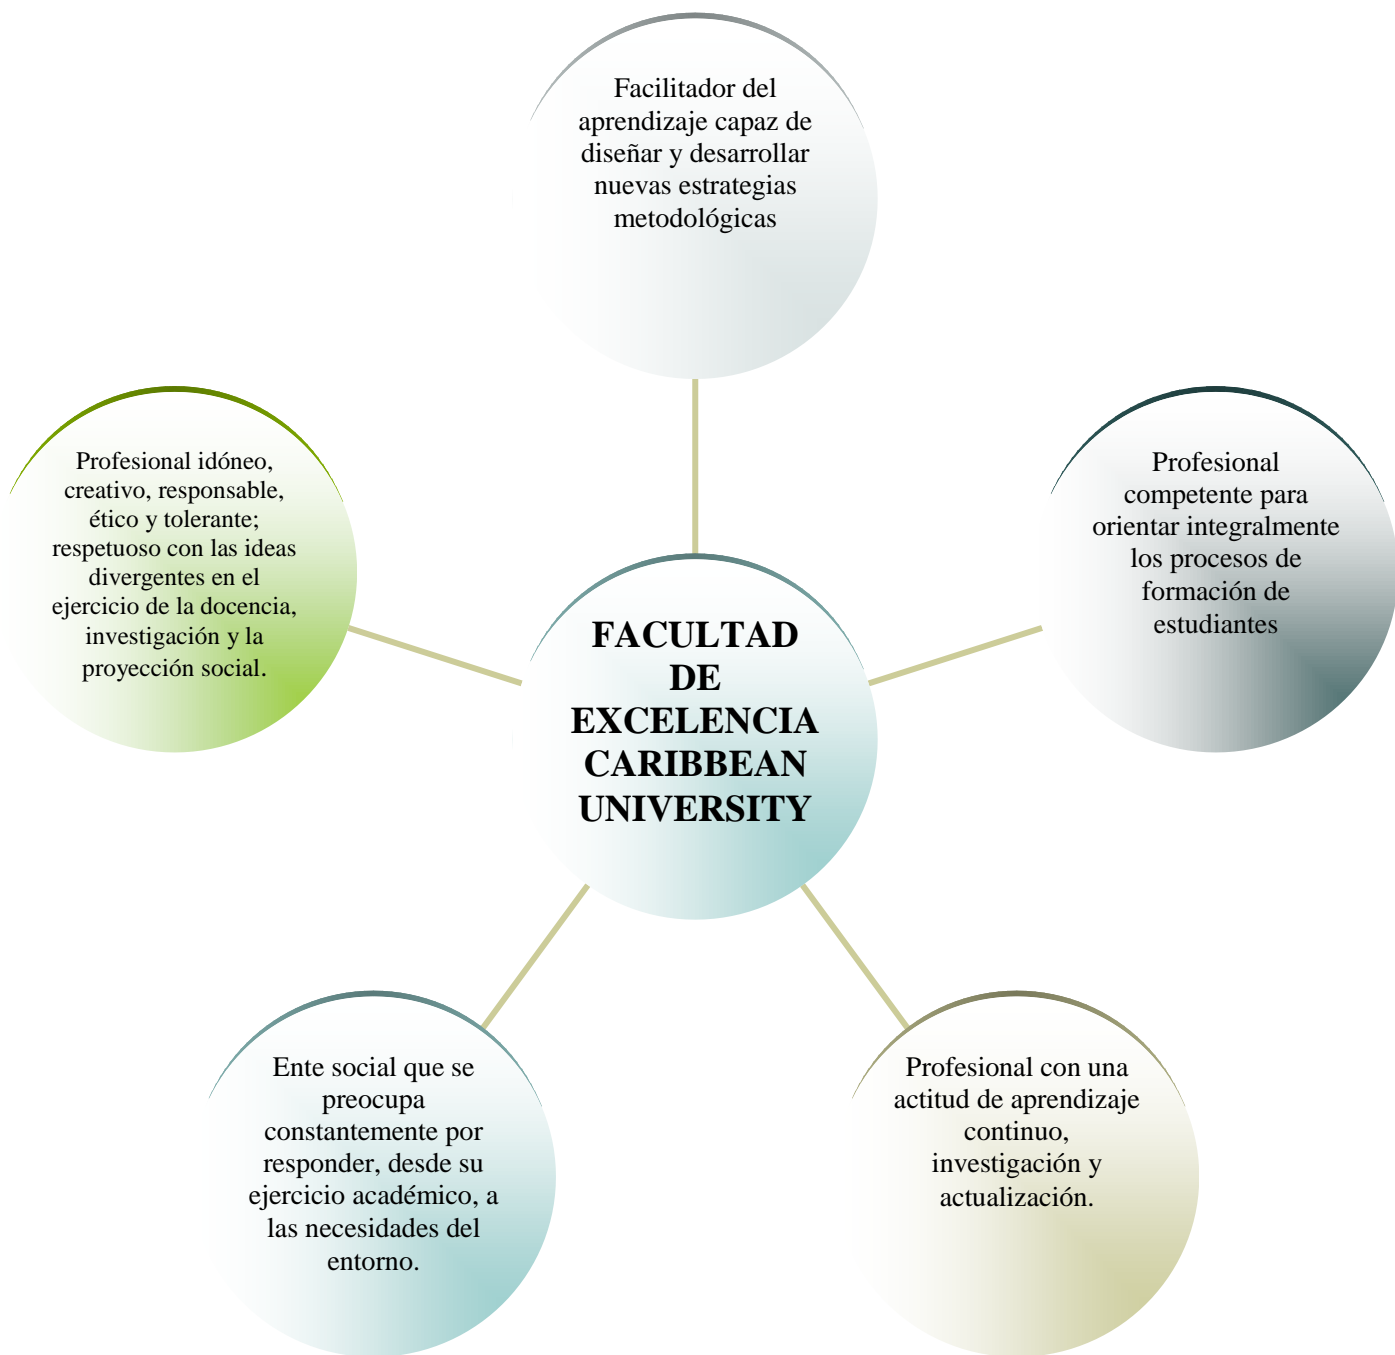 Facilitador del
aprendizaje capaz de
diseñar y desarrollar
nuevas estrategias
metodológicas
Profesional idóneo,
creativo, responsable,
ético y tolerante;
respetuoso con las ideas
divergentes en el
ejercicio de la docencia,
investigación y la
proyección social.
Profesional
competente para
orientar integralmente
los procesos de
formación de
estudiantes
FACULTAD
DE
EXCELENCIA
CARIBBEAN
UNIVERSITY
Ente social que se
preocupa
constantemente por
responder, desde su
ejercicio académico, a
las necesidades del
entorno.
Profesional con una
actitud de aprendizaje
continuo,
investigación y
actualización.